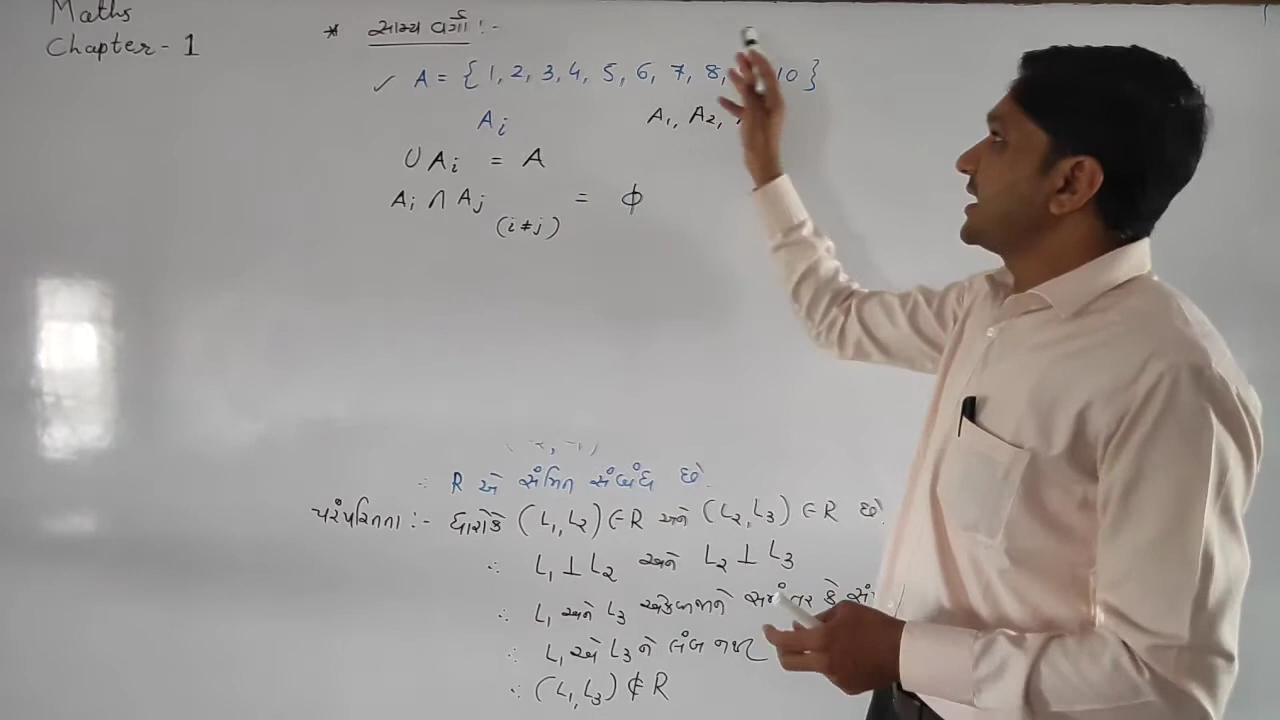 Maths
Chapter - 1
* સામ્ય વર્ગો :-
✓ A = { 1, 2, 3, 4, 5, 6, 7, 8, 10 }
Ai A1, A2,
∪Ai = A
Ai ∩ Aj = ϕ
(i ≠ j)
∴ R એ સંમિત સંબંધ છે.
પરંપરિતતા :- ધારોકે (L1, L2) ∈ R અને (L2, L3) ∈ R છે.
∴ L1 ⊥ L2 અને L2 ⊥ L3
∴ L1 અને L3 એકબીજાને સમાંતર કે
∴ L1 એ L3 ને લંબ નથી
∴ (L1, L3) ∉ R